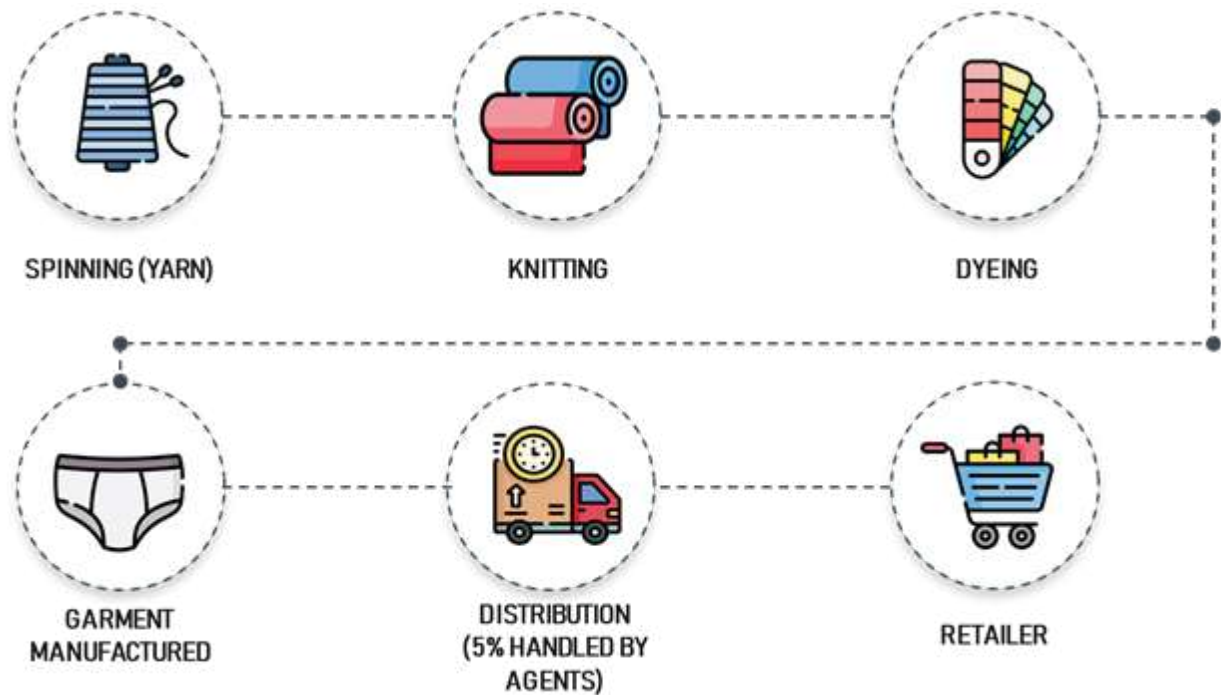 SPINNING (YARN)
KNITTING
DYEING
GARMENT
MANUFACTURED
DISTRIBUTION
(5% HANDLED BY
AGENTS)
RETAILER